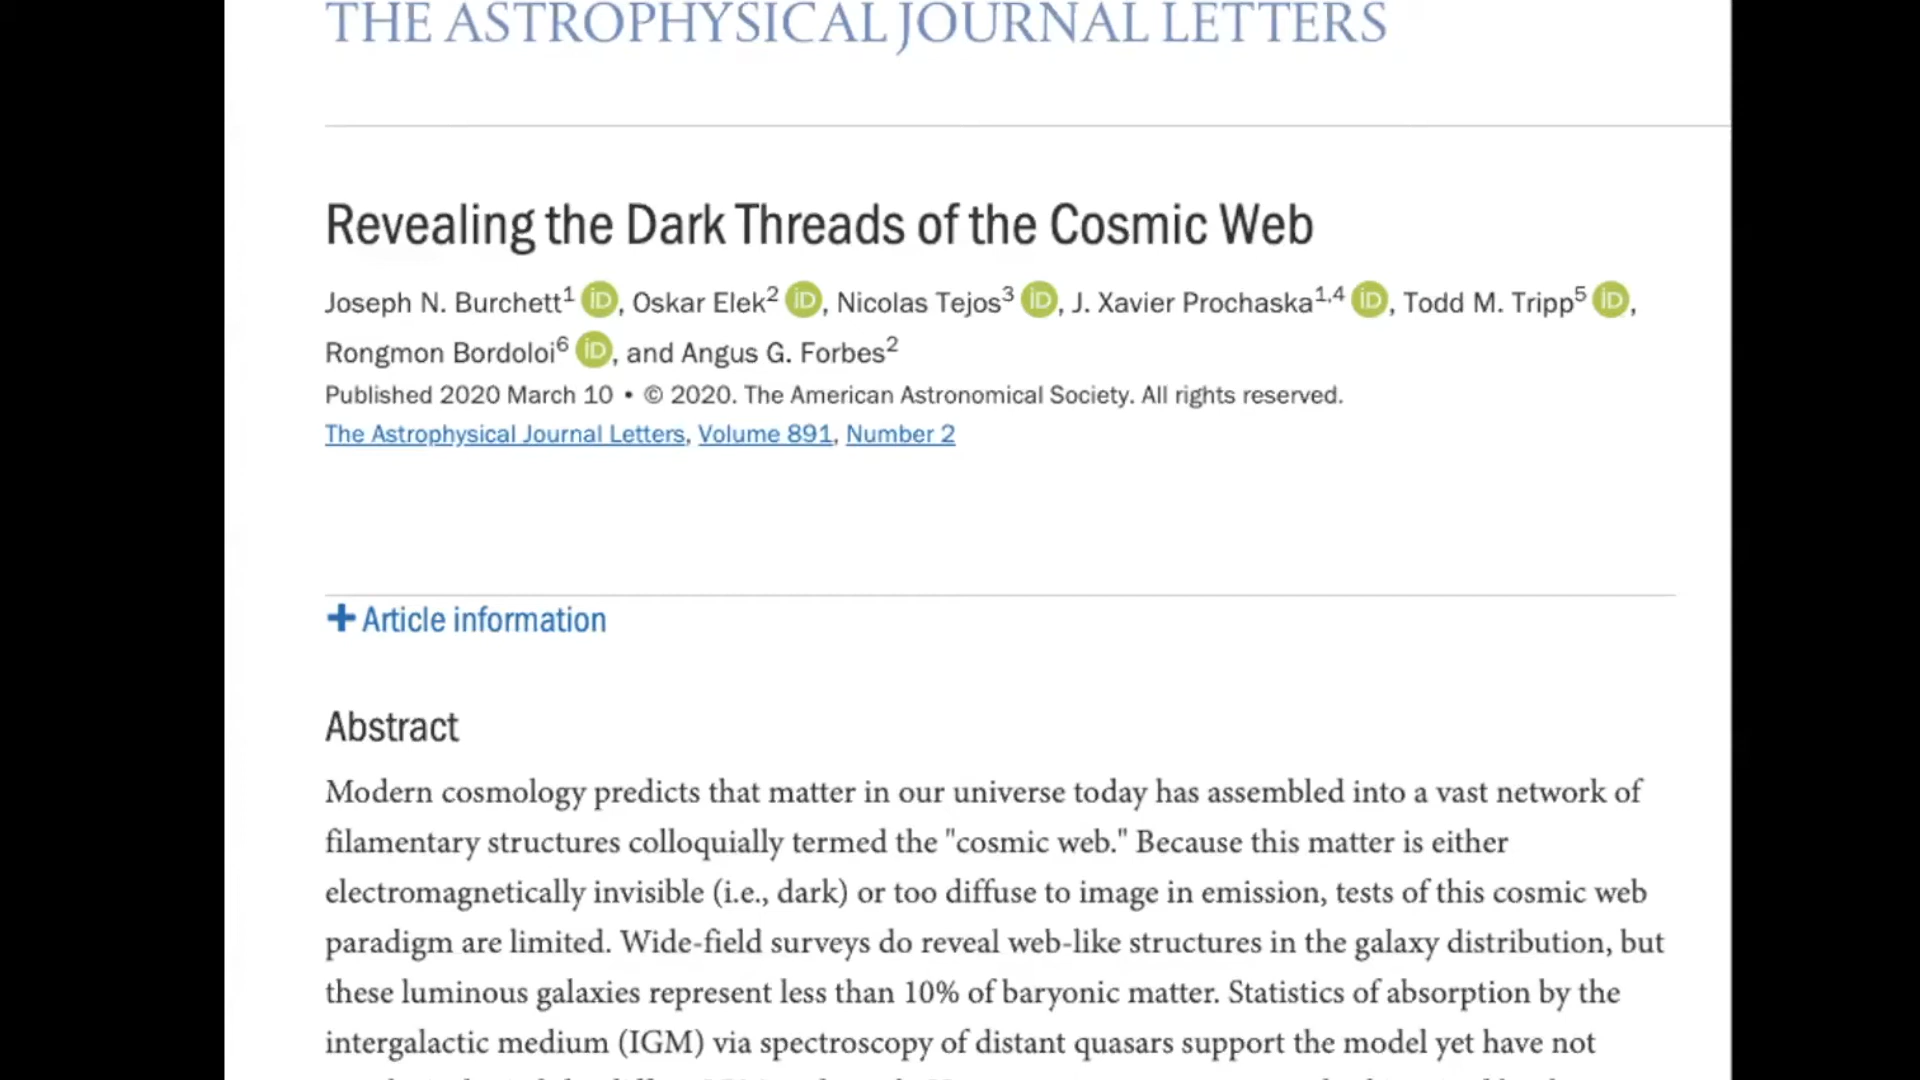 THE ASTROPHYSICAL JOURNAL LETTERS
Revealing the Dark Threads of the Cosmic Web
Joseph N. Burchett1 iD, Oskar Elek2 iD, Nicolas Tejos3 iD, J. Xavier Prochaska1,4 iD, Todd M. Tripp5 iD,
Rongmon Bordoloi6 iD, and Angus G. Forbes2
Published 2020 March 10 • © 2020. The American Astronomical Society. All rights reserved.
The Astrophysical Journal Letters, Volume 891, Number 2
+ Article information
Abstract
Modern cosmology predicts that matter in our universe today has assembled into a vast network of
filamentary structures colloquially termed the "cosmic web." Because this matter is either
electromagnetically invisible (i.e., dark) or too diffuse to image in emission, tests of this cosmic web
paradigm are limited. Wide-field surveys do reveal web-like structures in the galaxy distribution, but
these luminous galaxies represent less than 10% of baryonic matter. Statistics of absorption by the
intergalactic medium (IGM) via spectroscopy of distant quasars support the model yet have not